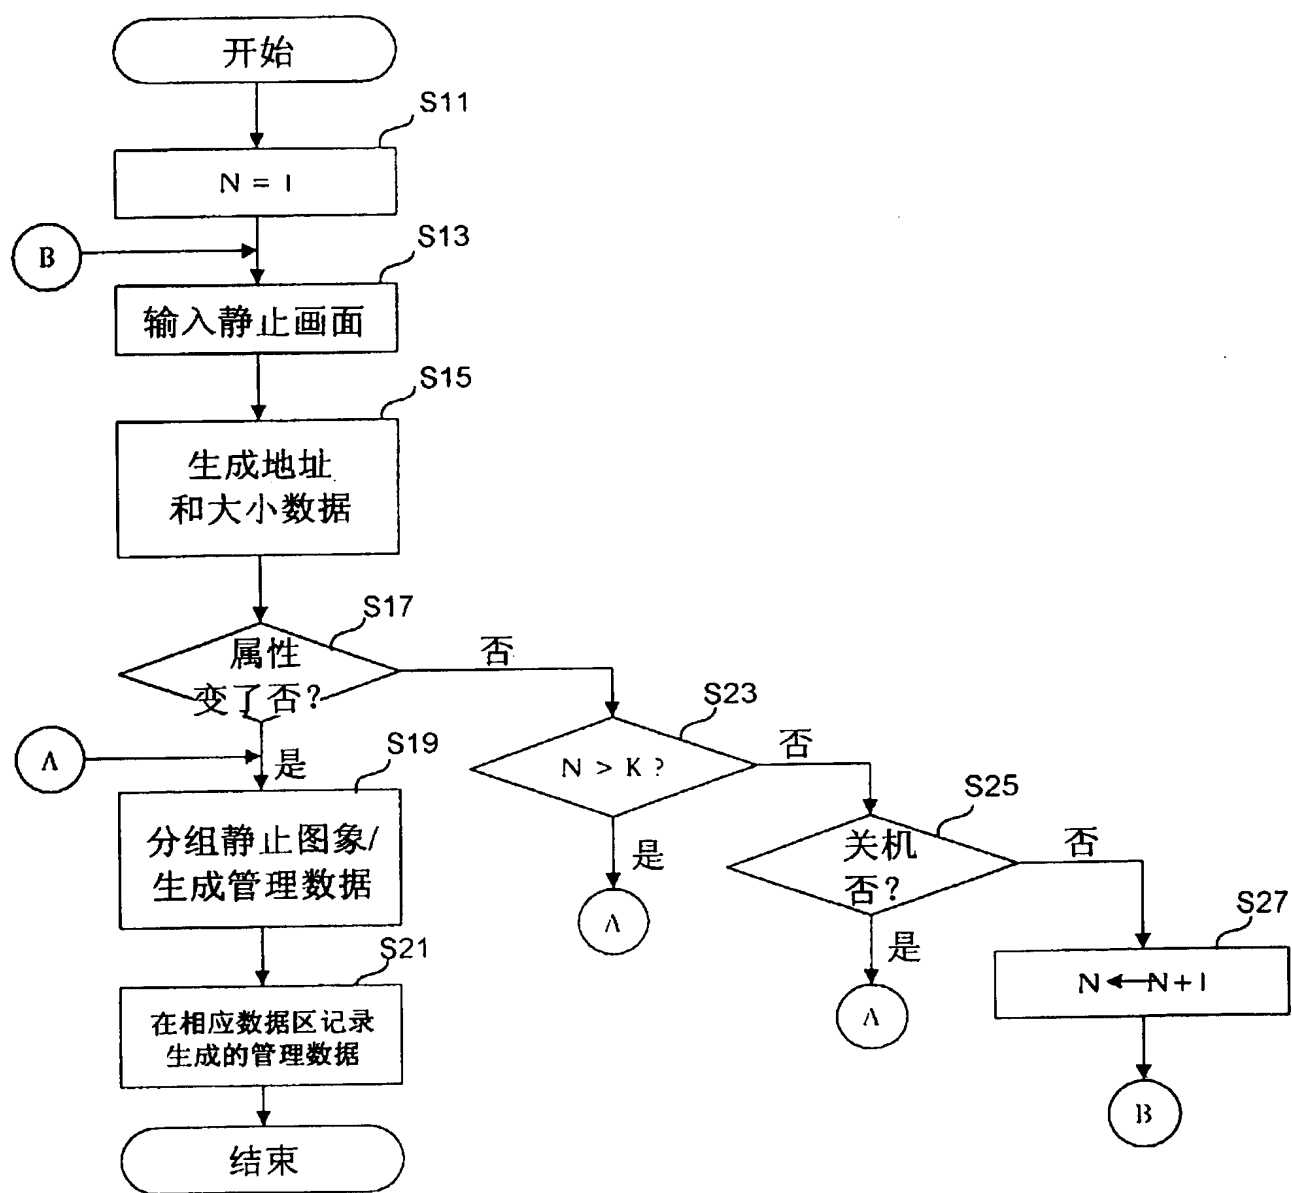 开始
S11
N = 1
B
S13
输入静止画面
S15
生成地址
和大小数据
S17
属性
变了否?
否
S23
N > K ?
否
S25
关机
否?
否
S27
N←N+1
B
是
A
是
A
A
是
S19
分组静止图象/
生成管理数据
S21
在相应数据区记录
生成的管理数据
结束